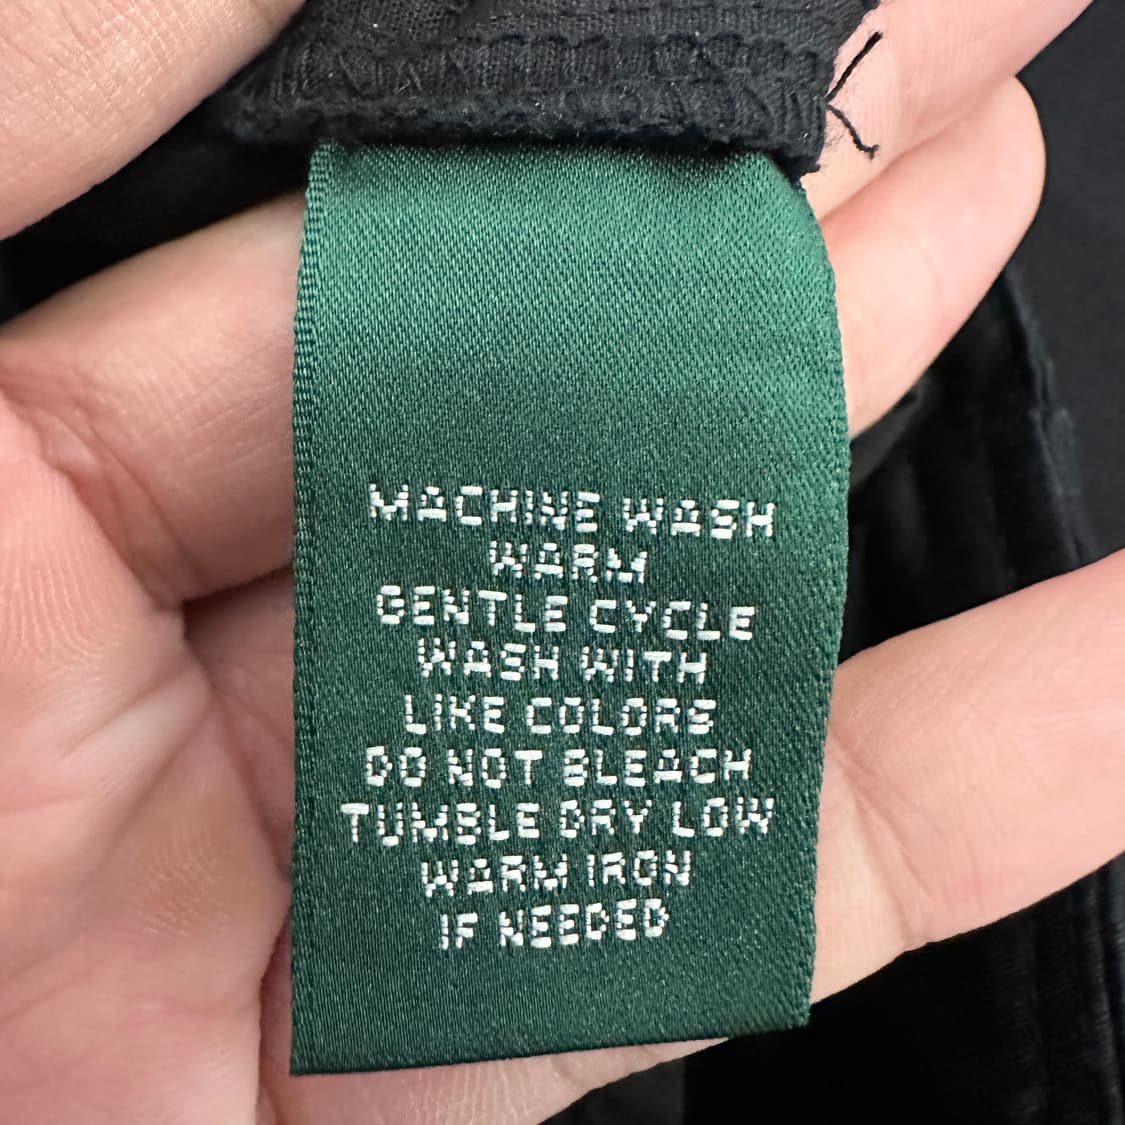 MACHINE WASH
WARM
GENTLE CYCLE
WASH WITH
LIKE COLORS
DO NOT BLEACH
TUMBLE DRY LOW
WARM IRON
IF NEEDED